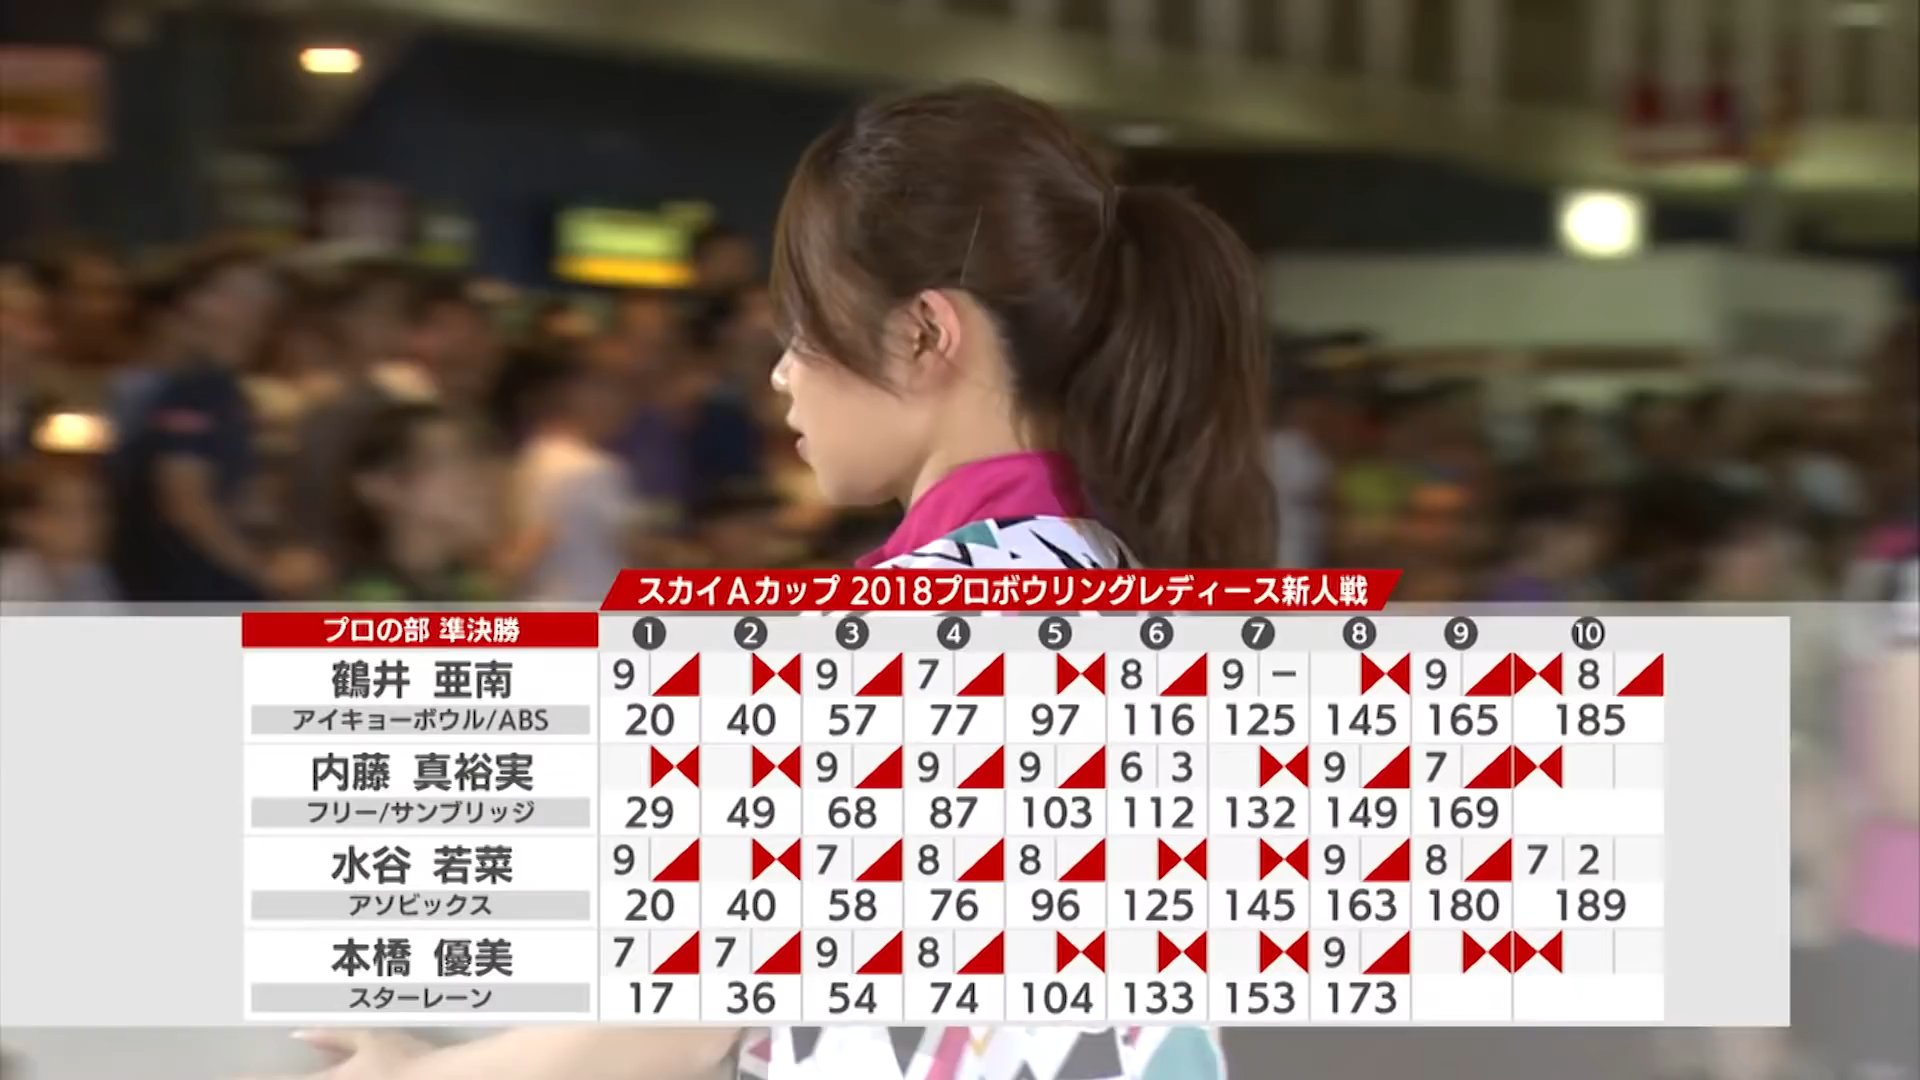 スカイAカップ 2018プロボウリングレディース新人戦
プロの部 準決勝 1 2 3 4 5 6 7 8 9 10
鶴井 亜南 9 9 7 8 9 － 9 8
アイキョーボウル/ABS 20 40 57 77 97 116 125 145 165 185
内藤 真裕実 9 9 9 6 3 9 7
フリー/サンブリッジ 29 49 68 87 103 112 132 149 169
水谷 若菜 9 7 8 8 9 8 7 2
アソビックス 20 40 58 76 96 125 145 163 180 189
本橋 優美 7 7 9 8 9
スターレーン 17 36 54 74 104 133 153 173